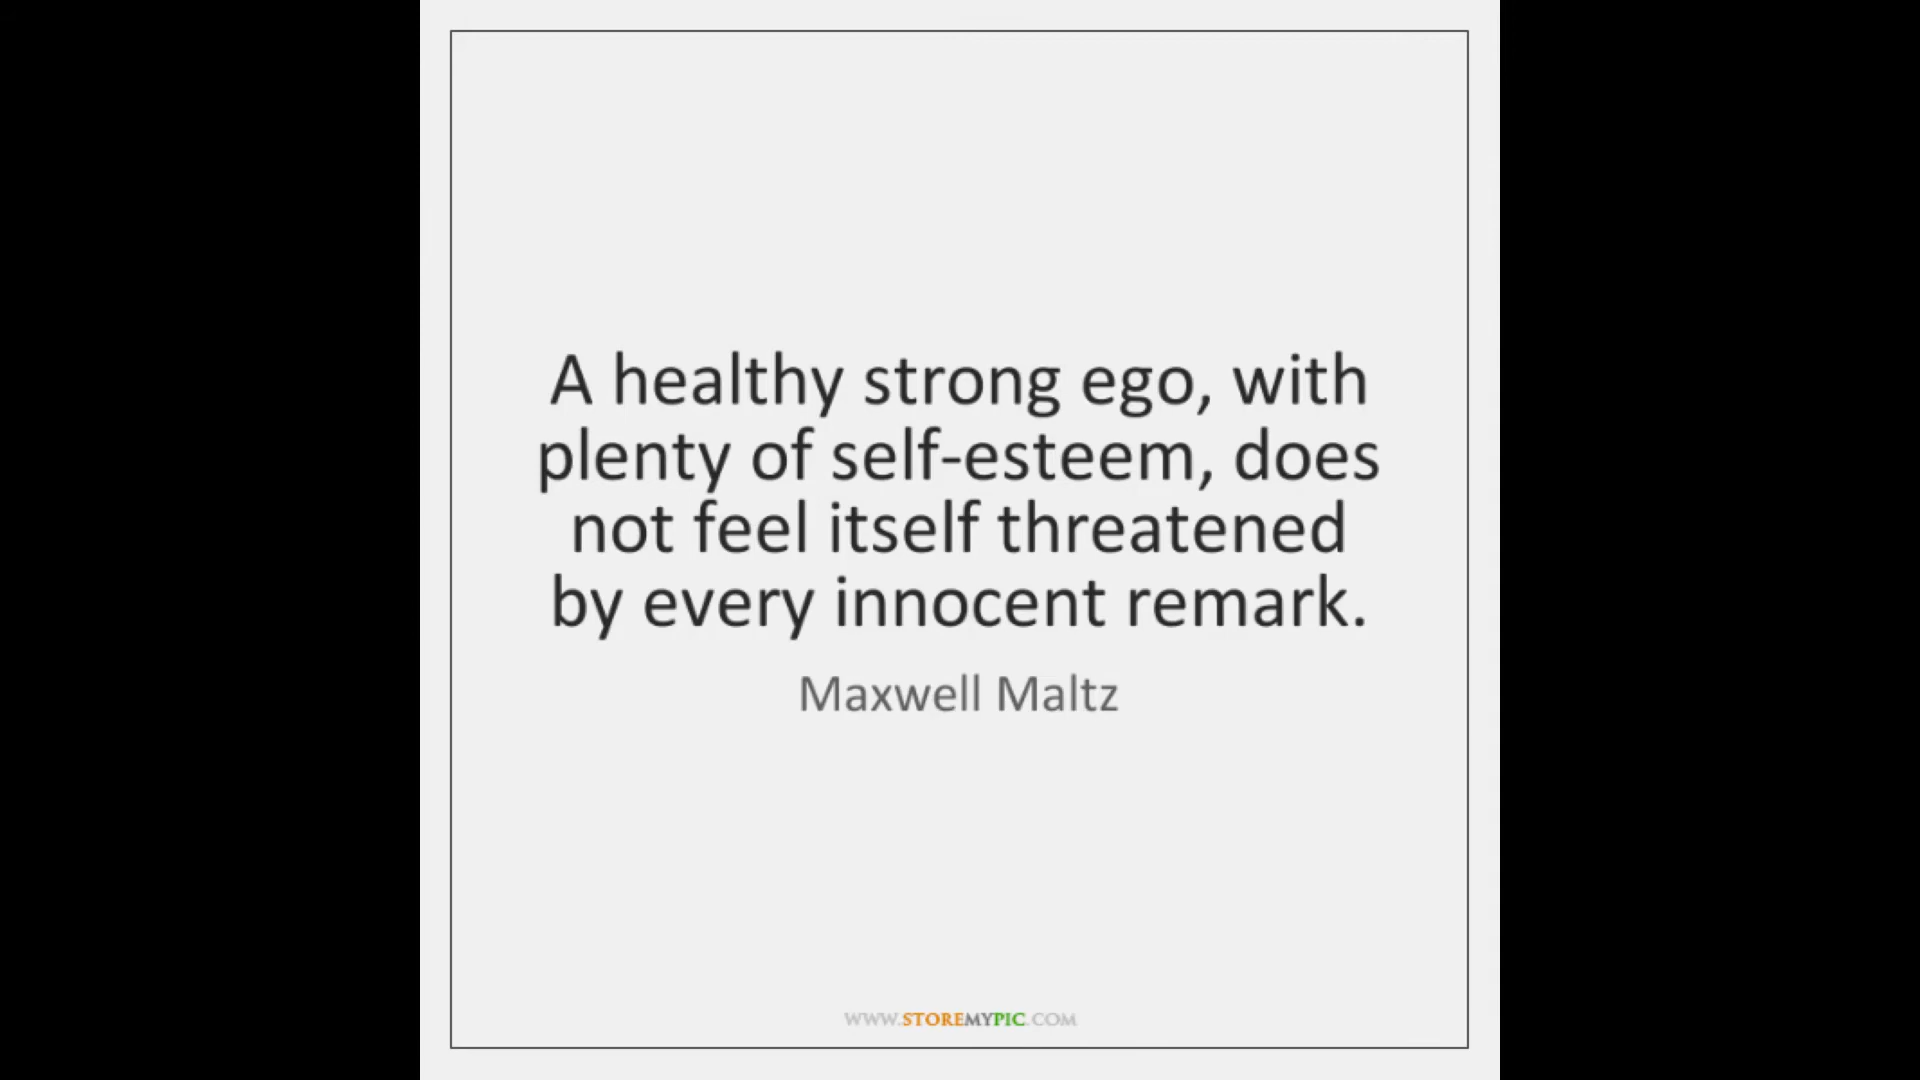 A healthy strong ego, with
plenty of self-esteem, does
not feel itself threatened
by every innocent remark.
Maxwell Maltz
WWW.STOREMYPIC.COM